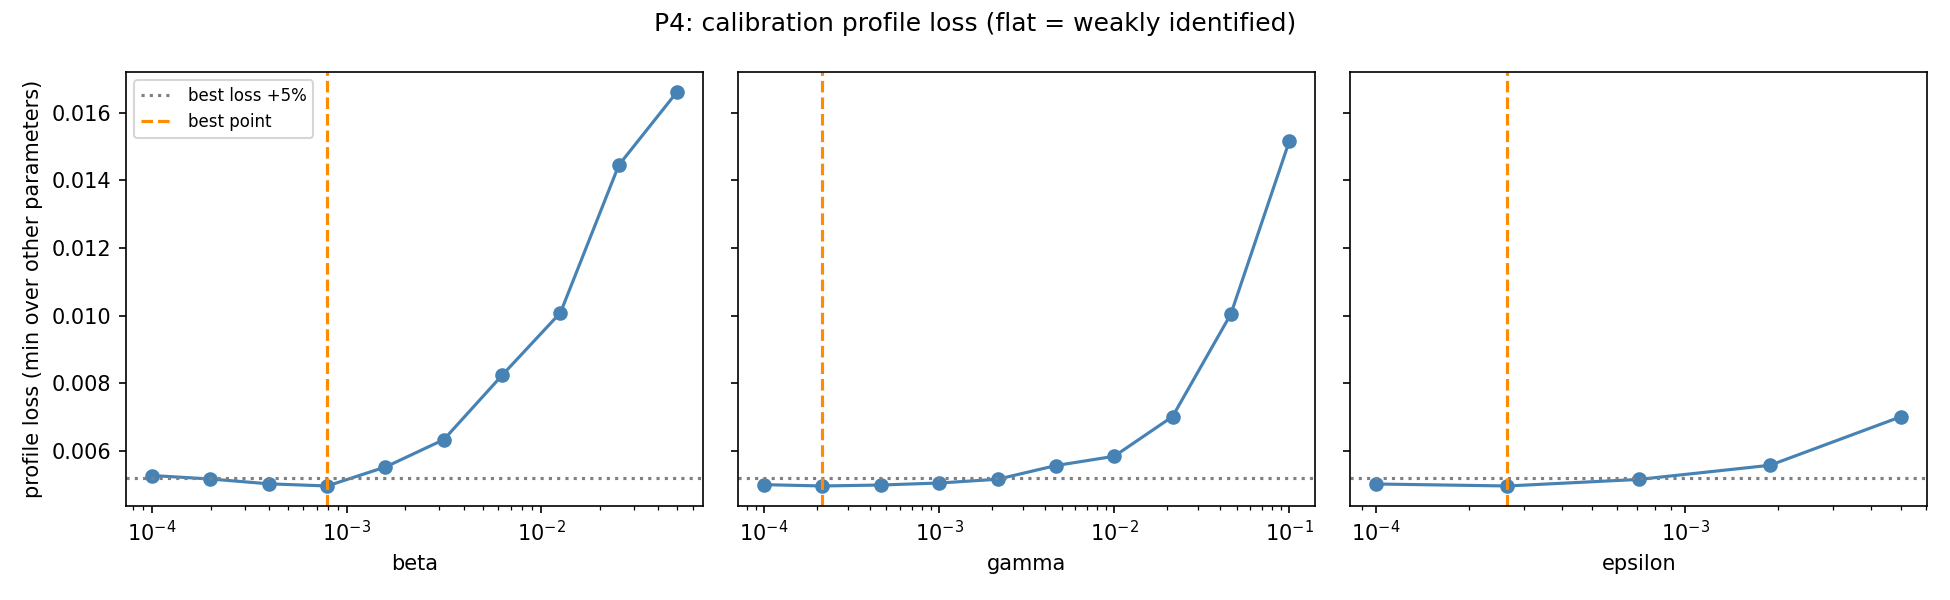 P4: calibration profile loss (flat = weakly identified)
profile loss (min over other parameters)
0.016
0.014
0.012
0.010
0.008
0.006
best loss +5%
best point
10⁻⁴
10⁻³
10⁻²
beta
10⁻⁴
10⁻³
10⁻²
10⁻¹
gamma
10⁻⁴
10⁻³
epsilon